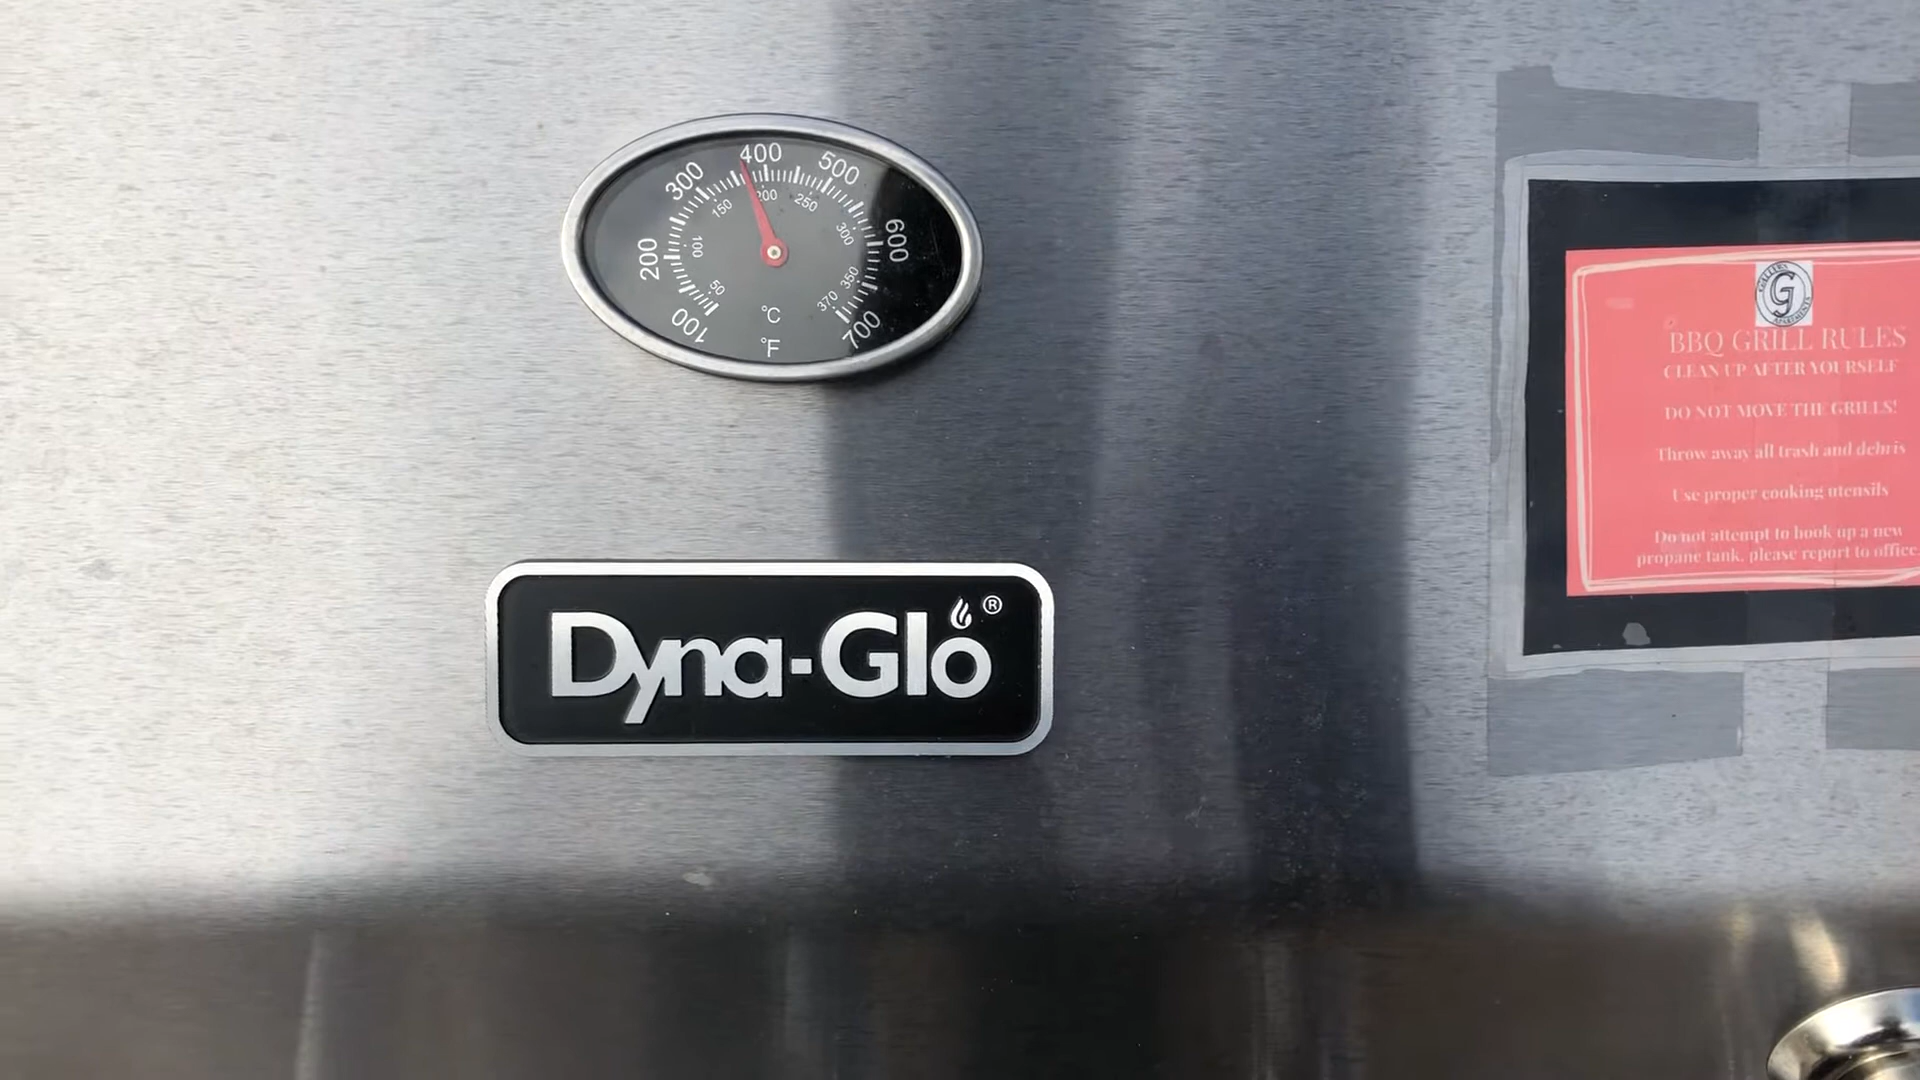 100
200
300
400
500
600
700
50
100
150
200
250
300
350
370
°C
°F
Dyna-Glo®
G
BBQ GRILL RULES
CLEAN UP AFTER YOURSELF
DO NOT MOVE THE GRILLS!
Throw away all trash and debris
Use proper cooking utensils
Do not attempt to hook up a new
propane tank, please report to office.